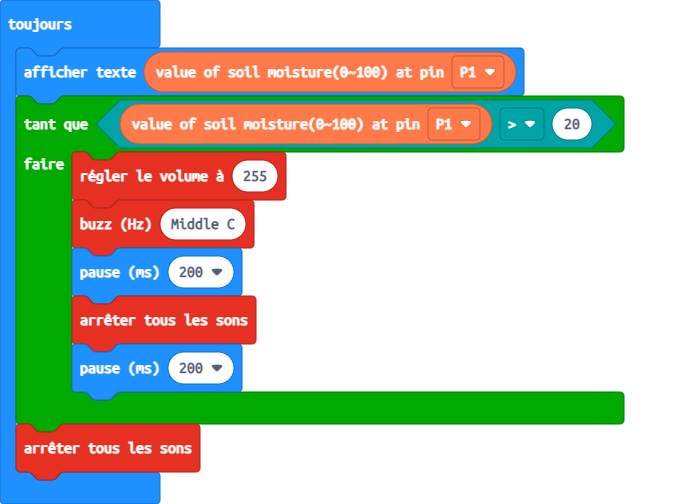 toujours
afficher texte value of soil moisture(0~100) at pin P1
tant que value of soil moisture(0~100) at pin P1 > 20
faire
régler le volume à 255
buzz (Hz) Middle C
pause (ms) 200
arrêter tous les sons
pause (ms) 200
arrêter tous les sons